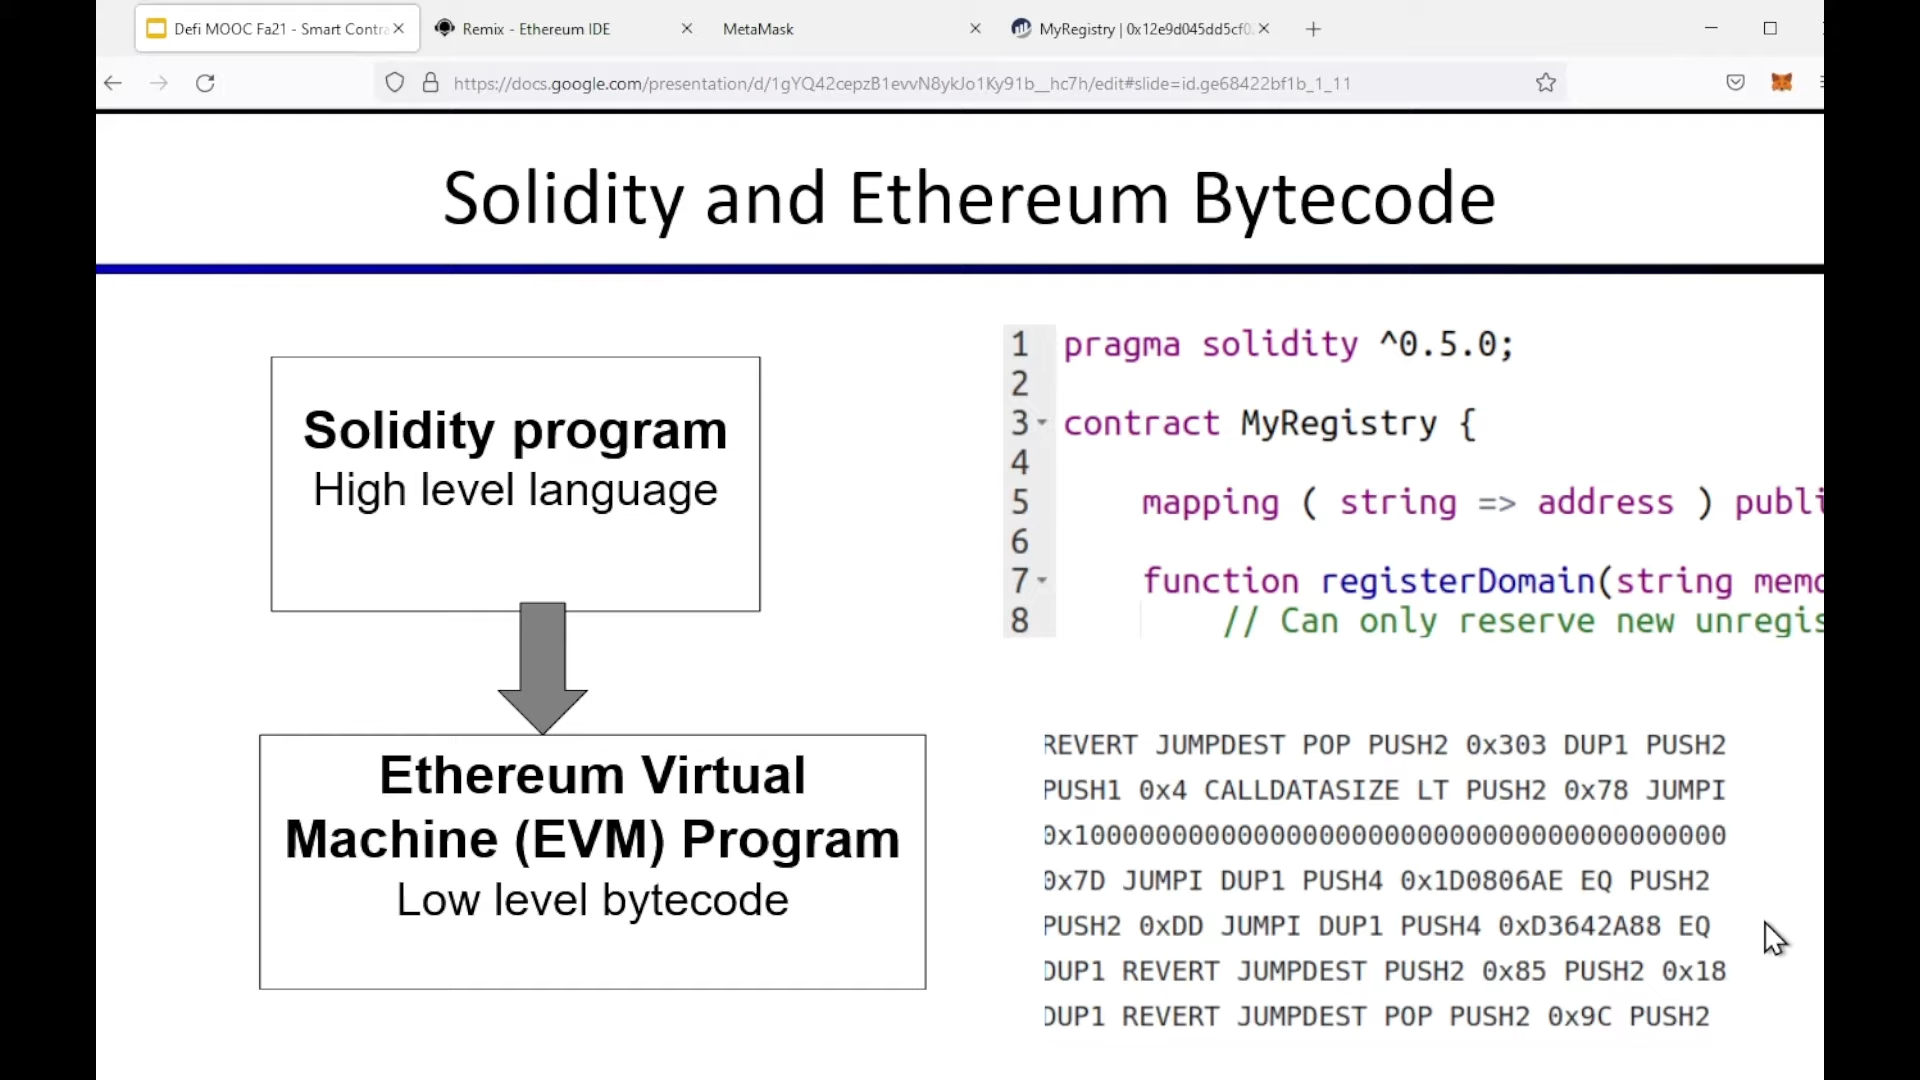 Defi MOOC Fa21 - Smart Contra
Remix - Ethereum IDE
MetaMask
MyRegistry | 0x12e9d045dd5cf0
https://docs.google.com/presentation/d/1gYQ42cepzB1evvN8ykJo1Ky91b__hc7h/edit#slide=id.ge68422bf1b_1_11
Solidity and Ethereum Bytecode
Solidity program
High level language
Ethereum Virtual
Machine (EVM) Program
Low level bytecode
1 pragma solidity ^0.5.0;
2
3 contract MyRegistry {
4
5 mapping ( string => address ) publi
6
7 function registerDomain(string memo
8 // Can only reserve new unregis
REVERT JUMPDEST POP PUSH2 0x303 DUP1 PUSH2
PUSH1 0x4 CALLDATASIZE LT PUSH2 0x78 JUMPI
0x100000000000000000000000000000000000000
0x7D JUMPI DUP1 PUSH4 0x1D0806AE EQ PUSH2
PUSH2 0xDD JUMPI DUP1 PUSH4 0xD3642A88 EQ
DUP1 REVERT JUMPDEST PUSH2 0x85 PUSH2 0x18
DUP1 REVERT JUMPDEST POP PUSH2 0x9C PUSH2